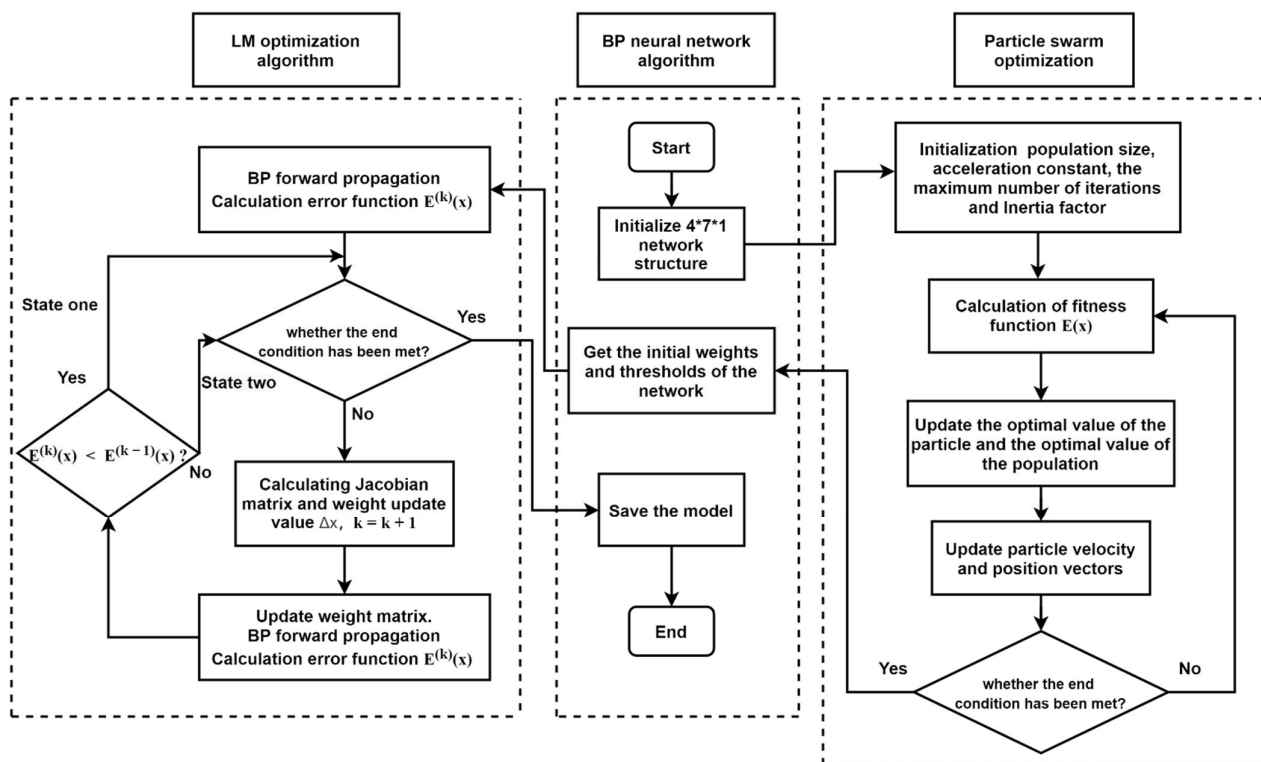 LM optimization
algorithm
BP neural network
algorithm
Particle swarm
optimization
BP forward propagation
Calculation error function E^(k)(x)
State one
whether the end
condition has been met?
Yes
No
Yes
State two
E^(k)(x) < E^(k−1)(x) ?
No
Calculating Jacobian
matrix and weight update
value Δx, k = k + 1
Update weight matrix.
BP forward propagation
Calculation error function E^(k)(x)
Start
Initialize 4*7*1
network
structure
Get the initial weights
and thresholds of the
network
Save the model
End
Initialization population size,
acceleration constant, the
maximum number of iterations
and Inertia factor
Calculation of fitness
function E(x)
Update the optimal value of the
particle and the optimal value of
the population
Update particle velocity
and position vectors
Yes
No
whether the end
condition has been met?